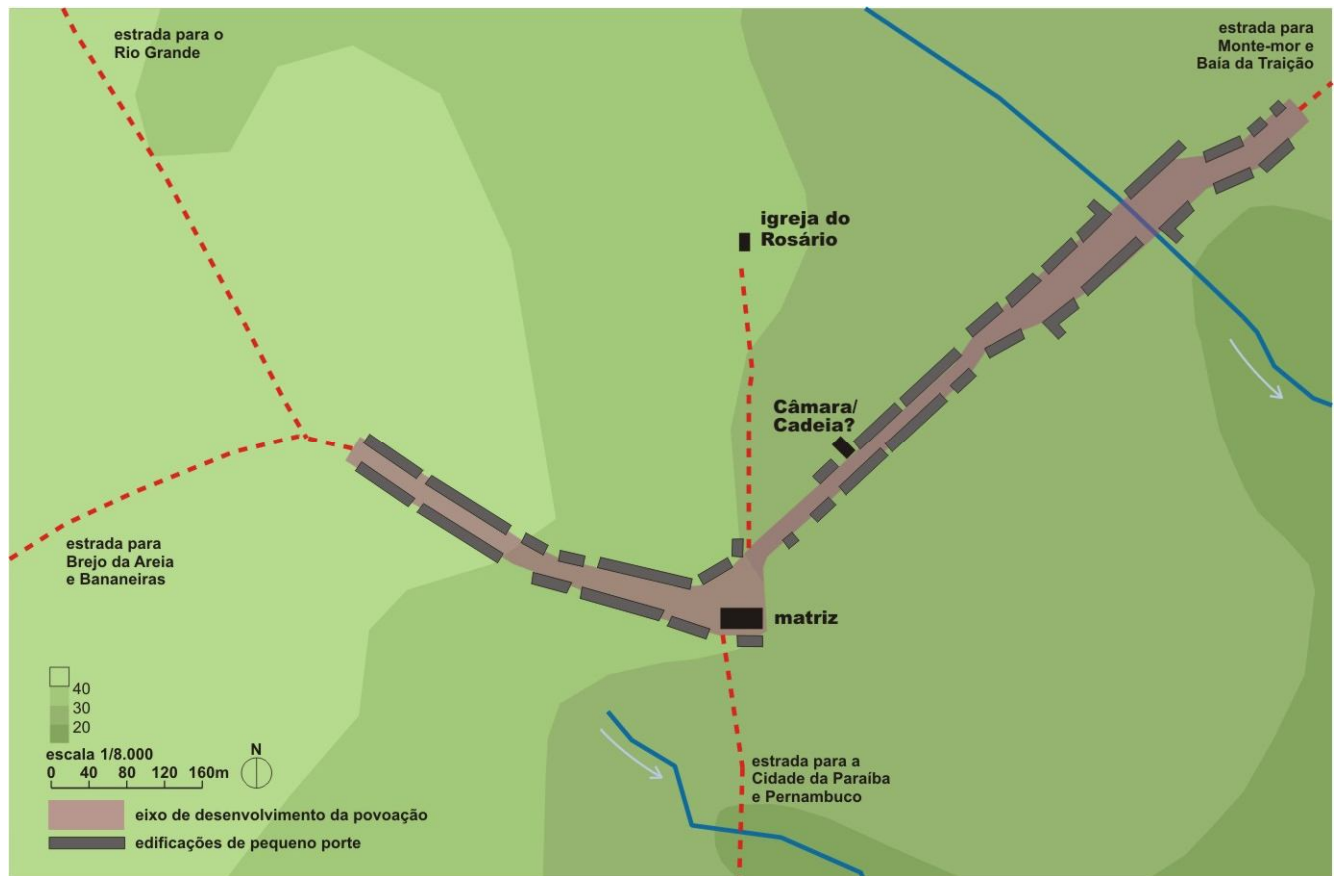 estrada para o
Rio Grande
estrada para
Monte-mor e
Baía da Traição
igreja do
Rosário
Câmara/
Cadeia?
estrada para
Brejo da Areia
e Bananeiras
matriz
40
30
20
escala 1/8.000
N
0 40 80 120 160m
estrada para a
Cidade da Paraíba
e Pernambuco
eixo de desenvolvimento da povoação
edificações de pequeno porte